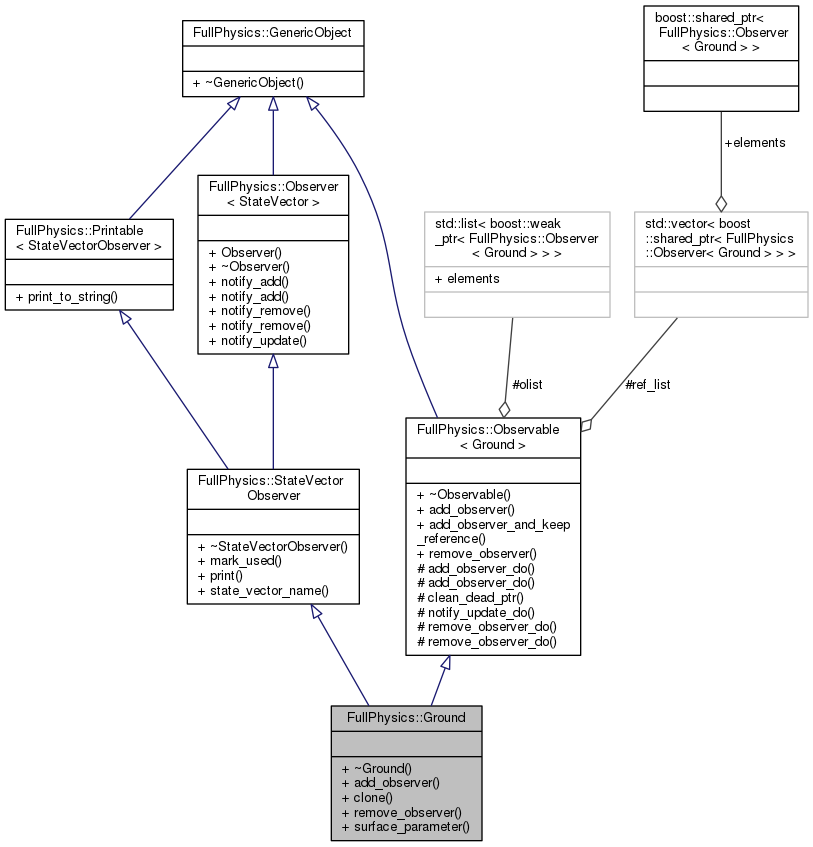 FullPhysics::GenericObject
+ ~GenericObject()
boost::shared_ptr<
FullPhysics::Observer
< Ground > >
+elements
FullPhysics::Printable
< StateVectorObserver >
+ print_to_string()
FullPhysics::Observer
< StateVector >
+ Observer()
+ ~Observer()
+ notify_add()
+ notify_add()
+ notify_remove()
+ notify_remove()
+ notify_update()
std::list< boost::weak
_ptr< FullPhysics::Observer
< Ground > > >
+ elements
std::vector< boost
::shared_ptr< FullPhysics
::Observer< Ground > > >
#olist
#ref_list
FullPhysics::StateVector
Observer
+ ~StateVectorObserver()
+ mark_used()
+ print()
+ state_vector_name()
FullPhysics::Observable
< Ground >
+ ~Observable()
+ add_observer()
+ add_observer_and_keep
_reference()
+ remove_observer()
# add_observer_do()
# add_observer_do()
# clean_dead_ptr()
# notify_update_do()
# remove_observer_do()
# remove_observer_do()
FullPhysics::Ground
+ ~Ground()
+ add_observer()
+ clone()
+ remove_observer()
+ surface_parameter()